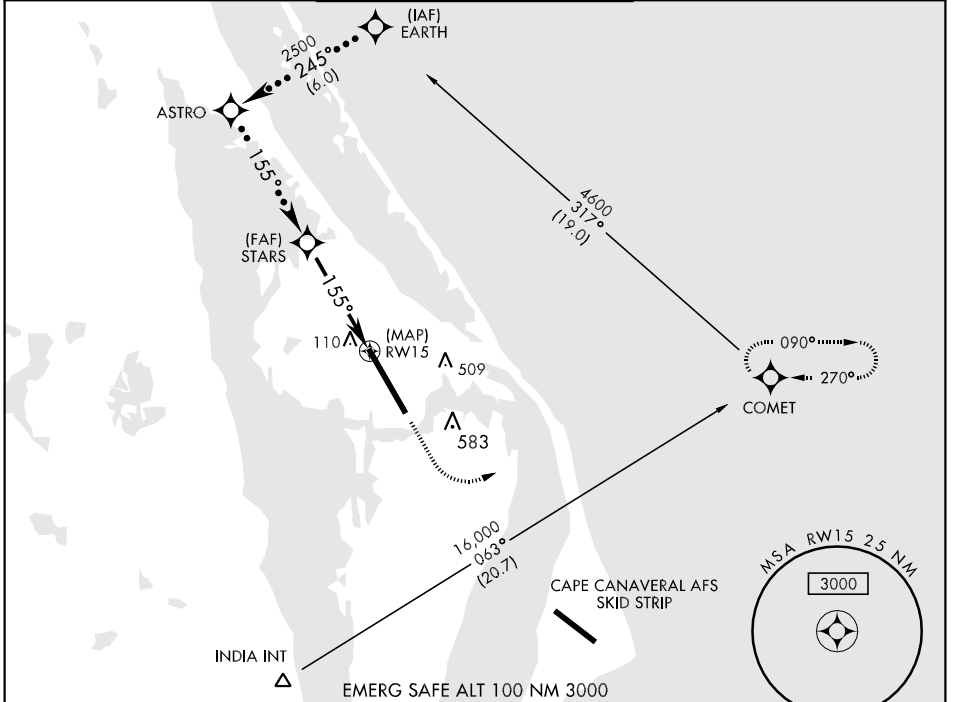 (IAF)
EARTH
2500
245°
(6.0)
ASTRO
155°
(FAF)
STARS
4600
317°
(19.0)
155°
110
(MAP)
RW15
509
090°
270°
COMET
583
16,000
063°
(20.7)
MSA RW15 25 NM
3000
CAPE CANAVERAL AFS
SKID STRIP
INDIA INT
EMERG SAFE ALT 100 NM 3000